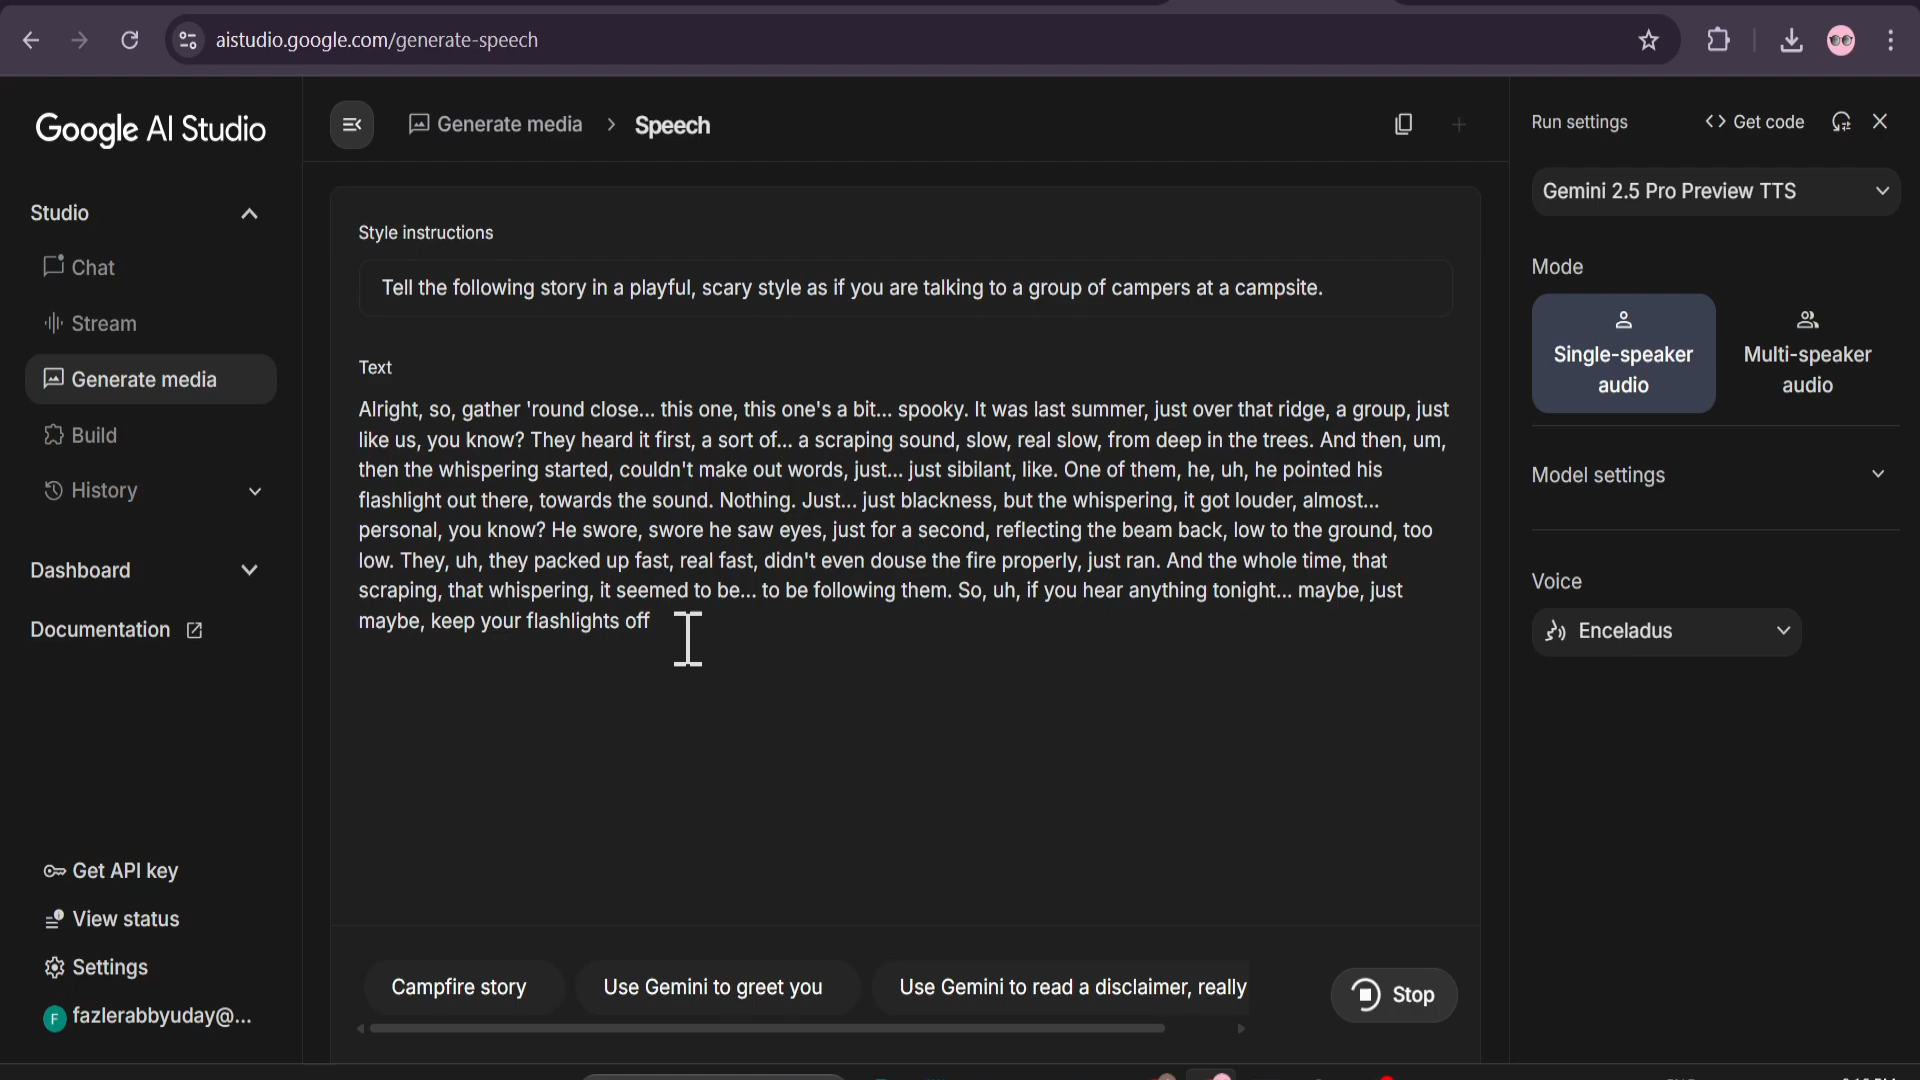 aistudio.google.com/generate-speech
Google AI Studio
Generate media > Speech
Run settings
<> Get code
Gemini 2.5 Pro Preview TTS
Studio
Chat
Stream
Generate media
Build
History
Dashboard
Documentation
Style instructions
Tell the following story in a playful, scary style as if you are talking to a group of campers at a campsite.
Text
Alright, so, gather 'round close... this one, this one's a bit... spooky. It was last summer, just over that ridge, a group, just
like us, you know? They heard it first, a sort of... a scraping sound, slow, real slow, from deep in the trees. And then, um,
then the whispering started, couldn't make out words, just... just sibilant, like. One of them, he, uh, he pointed his
flashlight out there, towards the sound. Nothing. Just... just blackness, but the whispering, it got louder, almost...
personal, you know? He swore, swore he saw eyes, just for a second, reflecting the beam back, low to the ground, too
low. They, uh, they packed up fast, real fast, didn't even douse the fire properly, just ran. And the whole time, that
scraping, that whispering, it seemed to be... to be following them. So, uh, if you hear anything tonight... maybe, just
maybe, keep your flashlights off
Mode
Single-speaker
audio
Multi-speaker
audio
Model settings
Voice
Enceladus
Get API key
View status
Settings
F
fazlerabbyuday@...
Campfire story
Use Gemini to greet you
Use Gemini to read a disclaimer, really
Stop